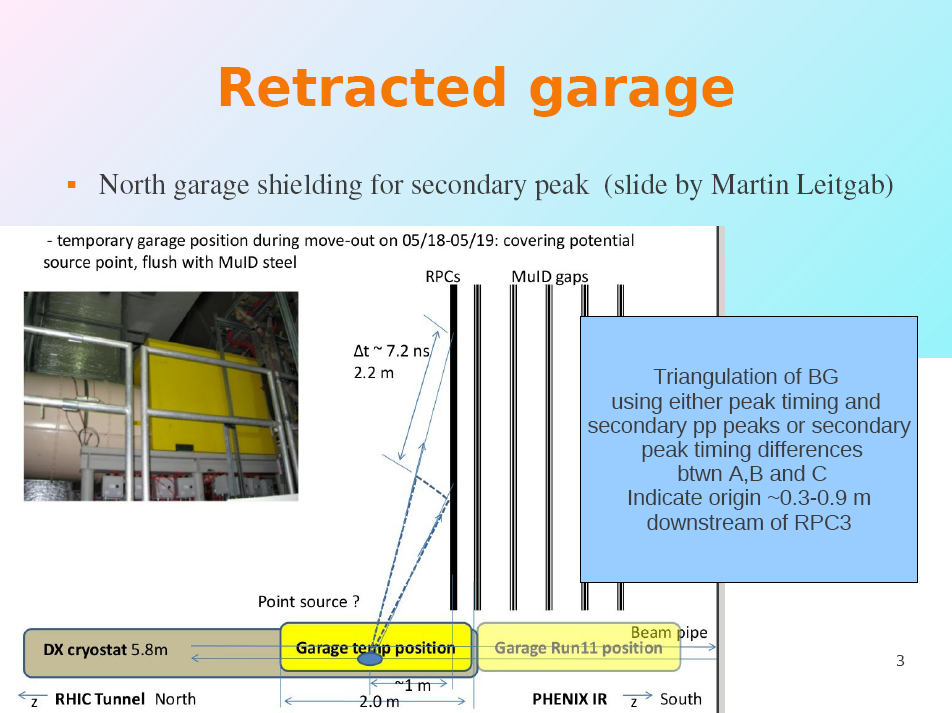 Retracted garage
▪ North garage shielding for secondary peak (slide by Martin Leitgab)
- temporary garage position during move-out on 05/18-05/19: covering potential
source point, flush with MuID steel
RPCs
MuID gaps
Δt ~ 7.2 ns
2.2 m
Triangulation of BG
using either peak timing and
secondary pp peaks or secondary
peak timing differences
btwn A,B and C
Indicate origin ~0.3-0.9 m
downstream of RPC3
Point source ?
Beam pipe
DX cryostat 5.8m
Garage temp position
Garage Run11 position
3
~1 m
2.0 m
z RHIC Tunnel North
PHENIX IR z South